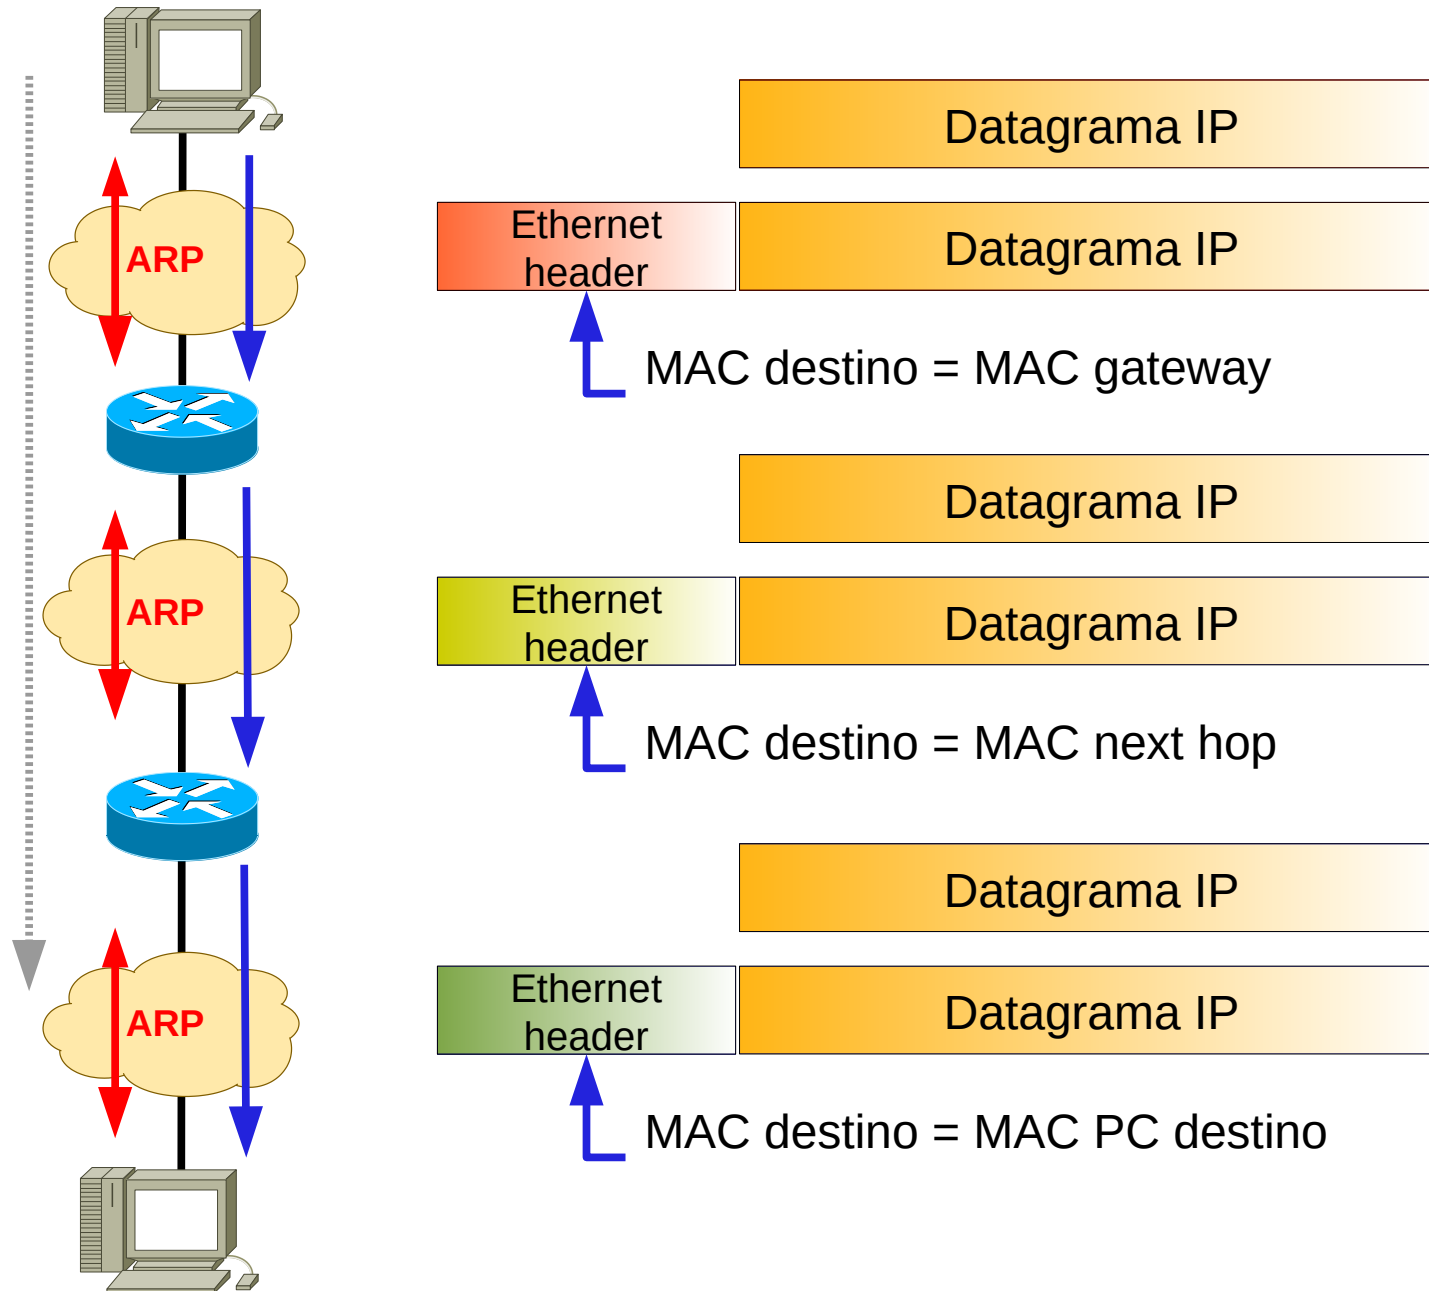 Datagrama IP
Ethernet
header
Datagrama IP
ARP
MAC destino = MAC gateway
Datagrama IP
Ethernet
header
Datagrama IP
ARP
MAC destino = MAC next hop
Datagrama IP
Ethernet
header
Datagrama IP
ARP
MAC destino = MAC PC destino